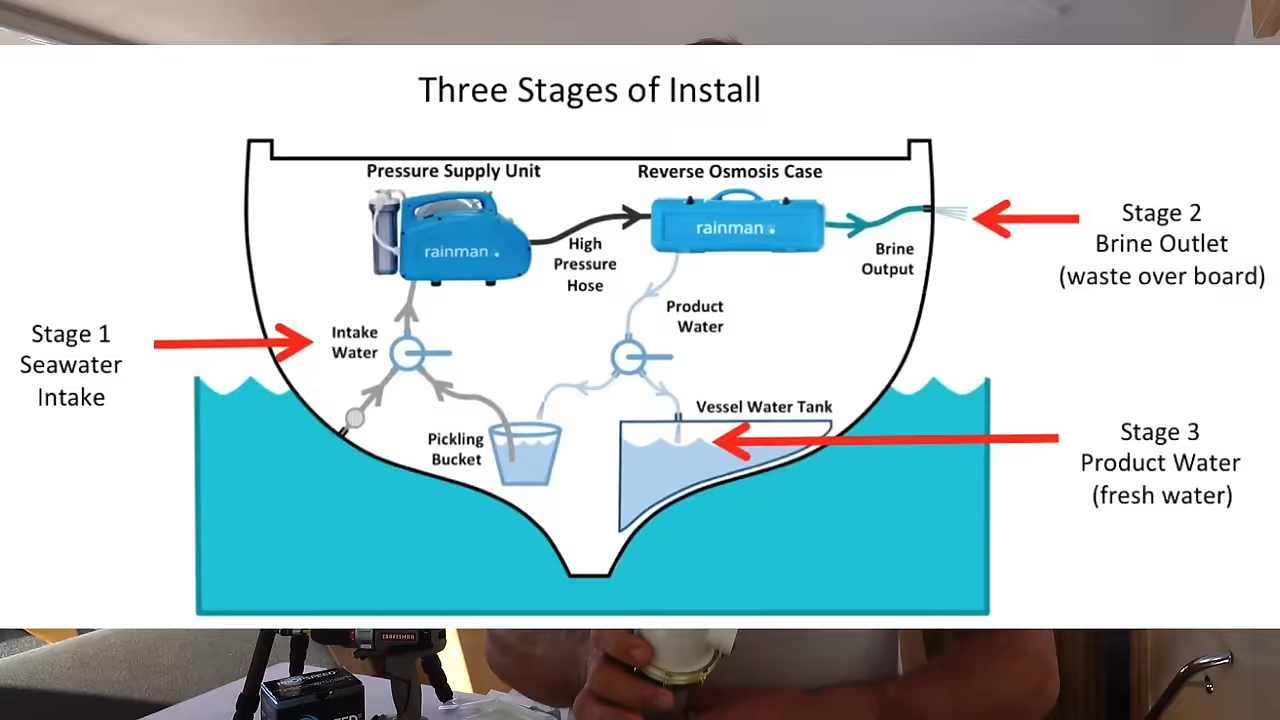 Three Stages of Install
Pressure Supply Unit
Reverse Osmosis Case
rainman
rainman
High
Pressure
Hose
Brine
Output
Stage 2
Brine Outlet
(waste over board)
Product
Water
Intake
Water
Stage 1
Seawater
Intake
Vessel Water Tank
Pickling
Bucket
Stage 3
Product Water
(fresh water)
CRAFTSMAN